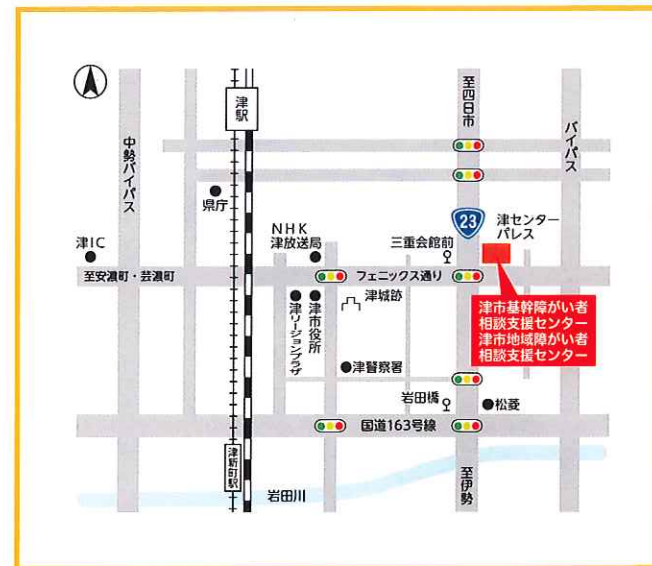 津駅
至四日市
中勢バイパス
バイパス
県庁
23
津センター
パレス
NHK
津放送局
三重会館前
津IC
至安濃町・芸濃町
フェニックス通り
津市基幹障がい者
相談支援センター
津市地域障がい者
相談支援センター
津城跡
津リージョンプラザ
津市役所
津警察署
岩田橋
松菱
国道163号線
津新町駅
至伊勢
岩田川